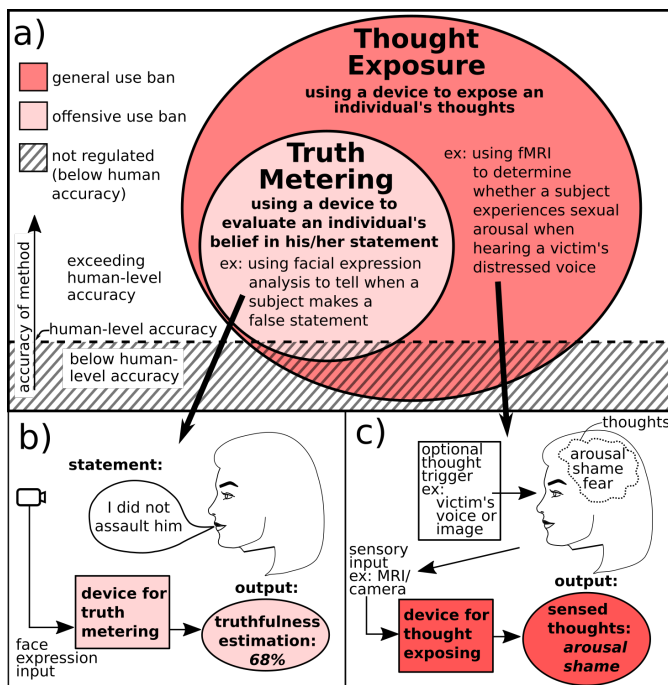 a)
general use ban
offensive use ban
not regulated
(below human
accuracy)
Thought
Exposure
using a device to expose an
individual's thoughts
Truth
Metering
using a device to
evaluate an individual's
belief in his/her statement
ex: using facial expression
analysis to tell when a
subject makes a
false statement
ex: using fMRI
to determine
whether a subject
experiences sexual
arousal when
hearing a victim's
distressed voice
accuracy of method
exceeding
human-level
accuracy
human-level accuracy
below human-
level accuracy
b)
statement:
I did not
assault him
device for
truth
metering
face
expression
input
output:
truthfulness
estimation:
68%
c)
thoughts
optional
thought
trigger
ex:
victim's
voice or
image
arousal
shame
fear
sensory
input
ex: MRI/
camera
device for
thought
exposing
output:
sensed
thoughts:
arousal
shame